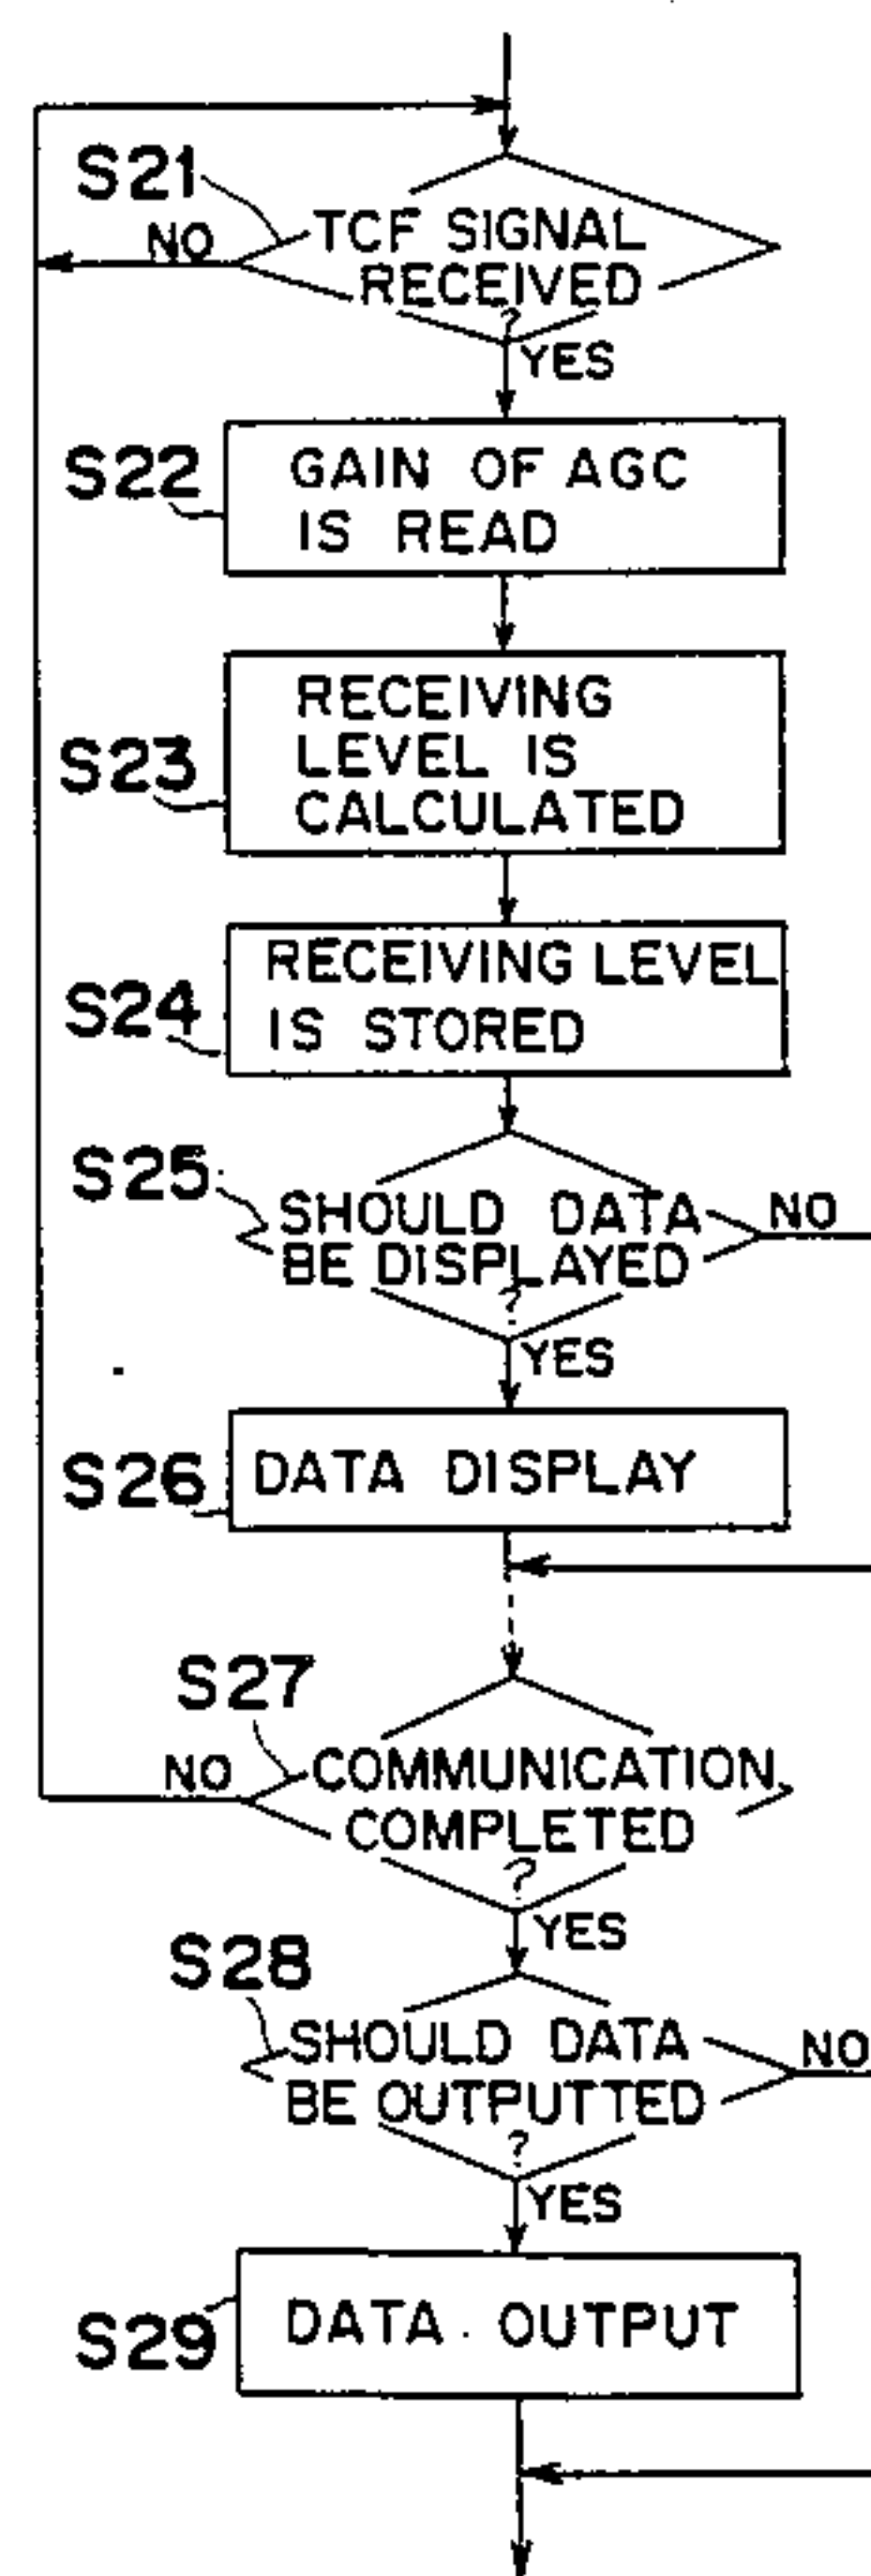 S21
NO
TCF SIGNAL
RECEIVED
?
YES
S22
GAIN OF AGC
IS READ
S23
RECEIVING
LEVEL IS
CALCULATED
S24
RECEIVING LEVEL
IS STORED
S25
SHOULD DATA
BE DISPLAYED
?
NO
YES
S26
DATA DISPLAY
S27
NO
COMMUNICATION
COMPLETED
?
YES
S28
SHOULD DATA
BE OUTPUTTED
?
NO
YES
S29
DATA OUTPUT